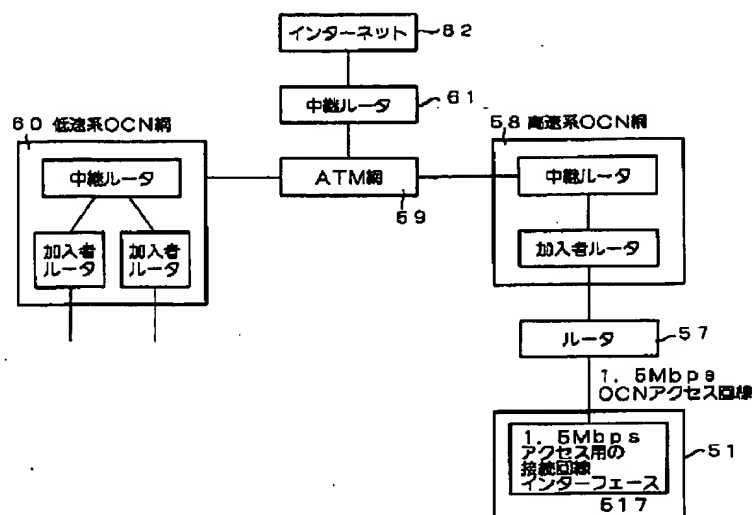 インターネット
62
中継ルータ
61
60 低速系OCN網
58 高速系OCN網
中継ルータ
ATM網
59
中継ルータ
加入者
ルータ
加入者
ルータ
加入者ルータ
ルータ
57
1.5Mbps
OCNアクセス回線
1.5Mbps
アクセス用の
接続回線
インターフェース
517
51